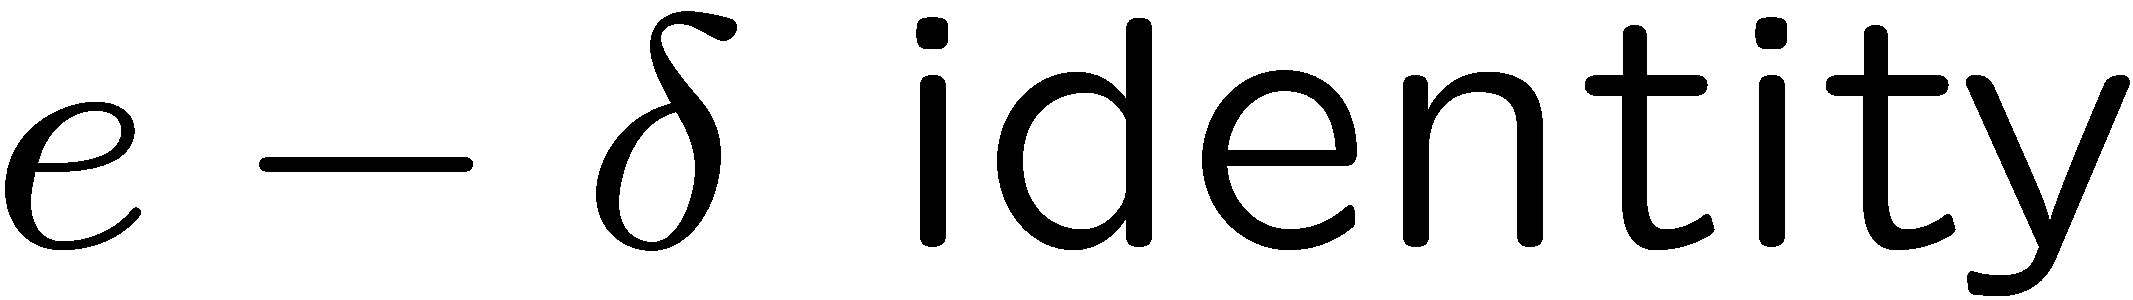 e − δ identity